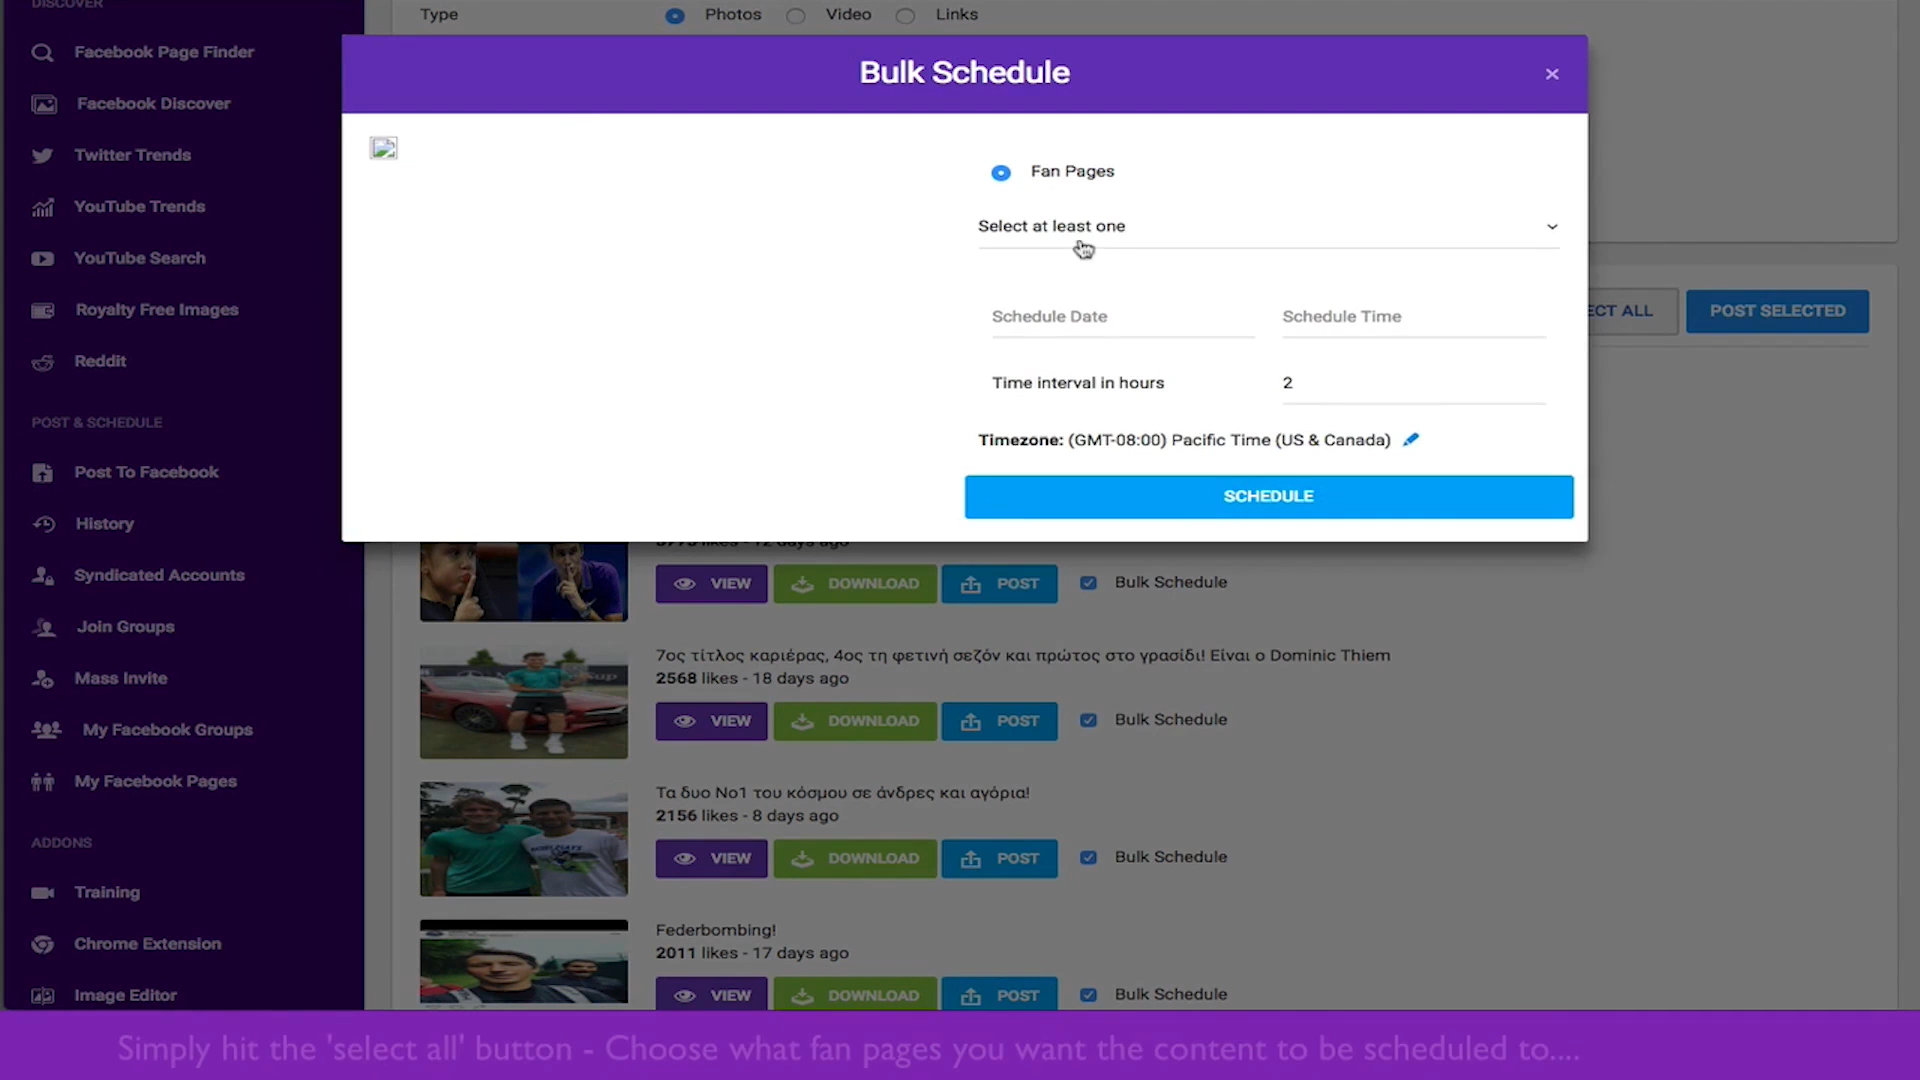 DISCOVER
Facebook Page Finder
Facebook Discover
Twitter Trends
YouTube Trends
YouTube Search
Royalty Free Images
Reddit
POST & SCHEDULE
Post To Facebook
History
Syndicated Accounts
Join Groups
Mass Invite
My Facebook Groups
My Facebook Pages
ADDONS
Training
Chrome Extension
Image Editor
Type Photos Video Links
Bulk Schedule ×
Fan Pages
Select at least one
Schedule Date Schedule Time
Time interval in hours 2
Timezone: (GMT-08:00) Pacific Time (US & Canada)
SCHEDULE
ECT ALL POST SELECTED
likes - 12 days ago
VIEW DOWNLOAD POST Bulk Schedule
7ος τίτλος καριέρας, 4ος τη φετινή σεζόν και πρώτος στο γρασίδι! Είναι ο Dominic Thiem
2568 likes - 18 days ago
VIEW DOWNLOAD POST Bulk Schedule
Τα δυο Νο1 του κόσμου σε άνδρες και αγόρια!
2156 likes - 8 days ago
VIEW DOWNLOAD POST Bulk Schedule
Federbombing!
2011 likes - 17 days ago
VIEW DOWNLOAD POST Bulk Schedule
Simply hit the 'select all' button - Choose what fan pages you want the content to be scheduled to....